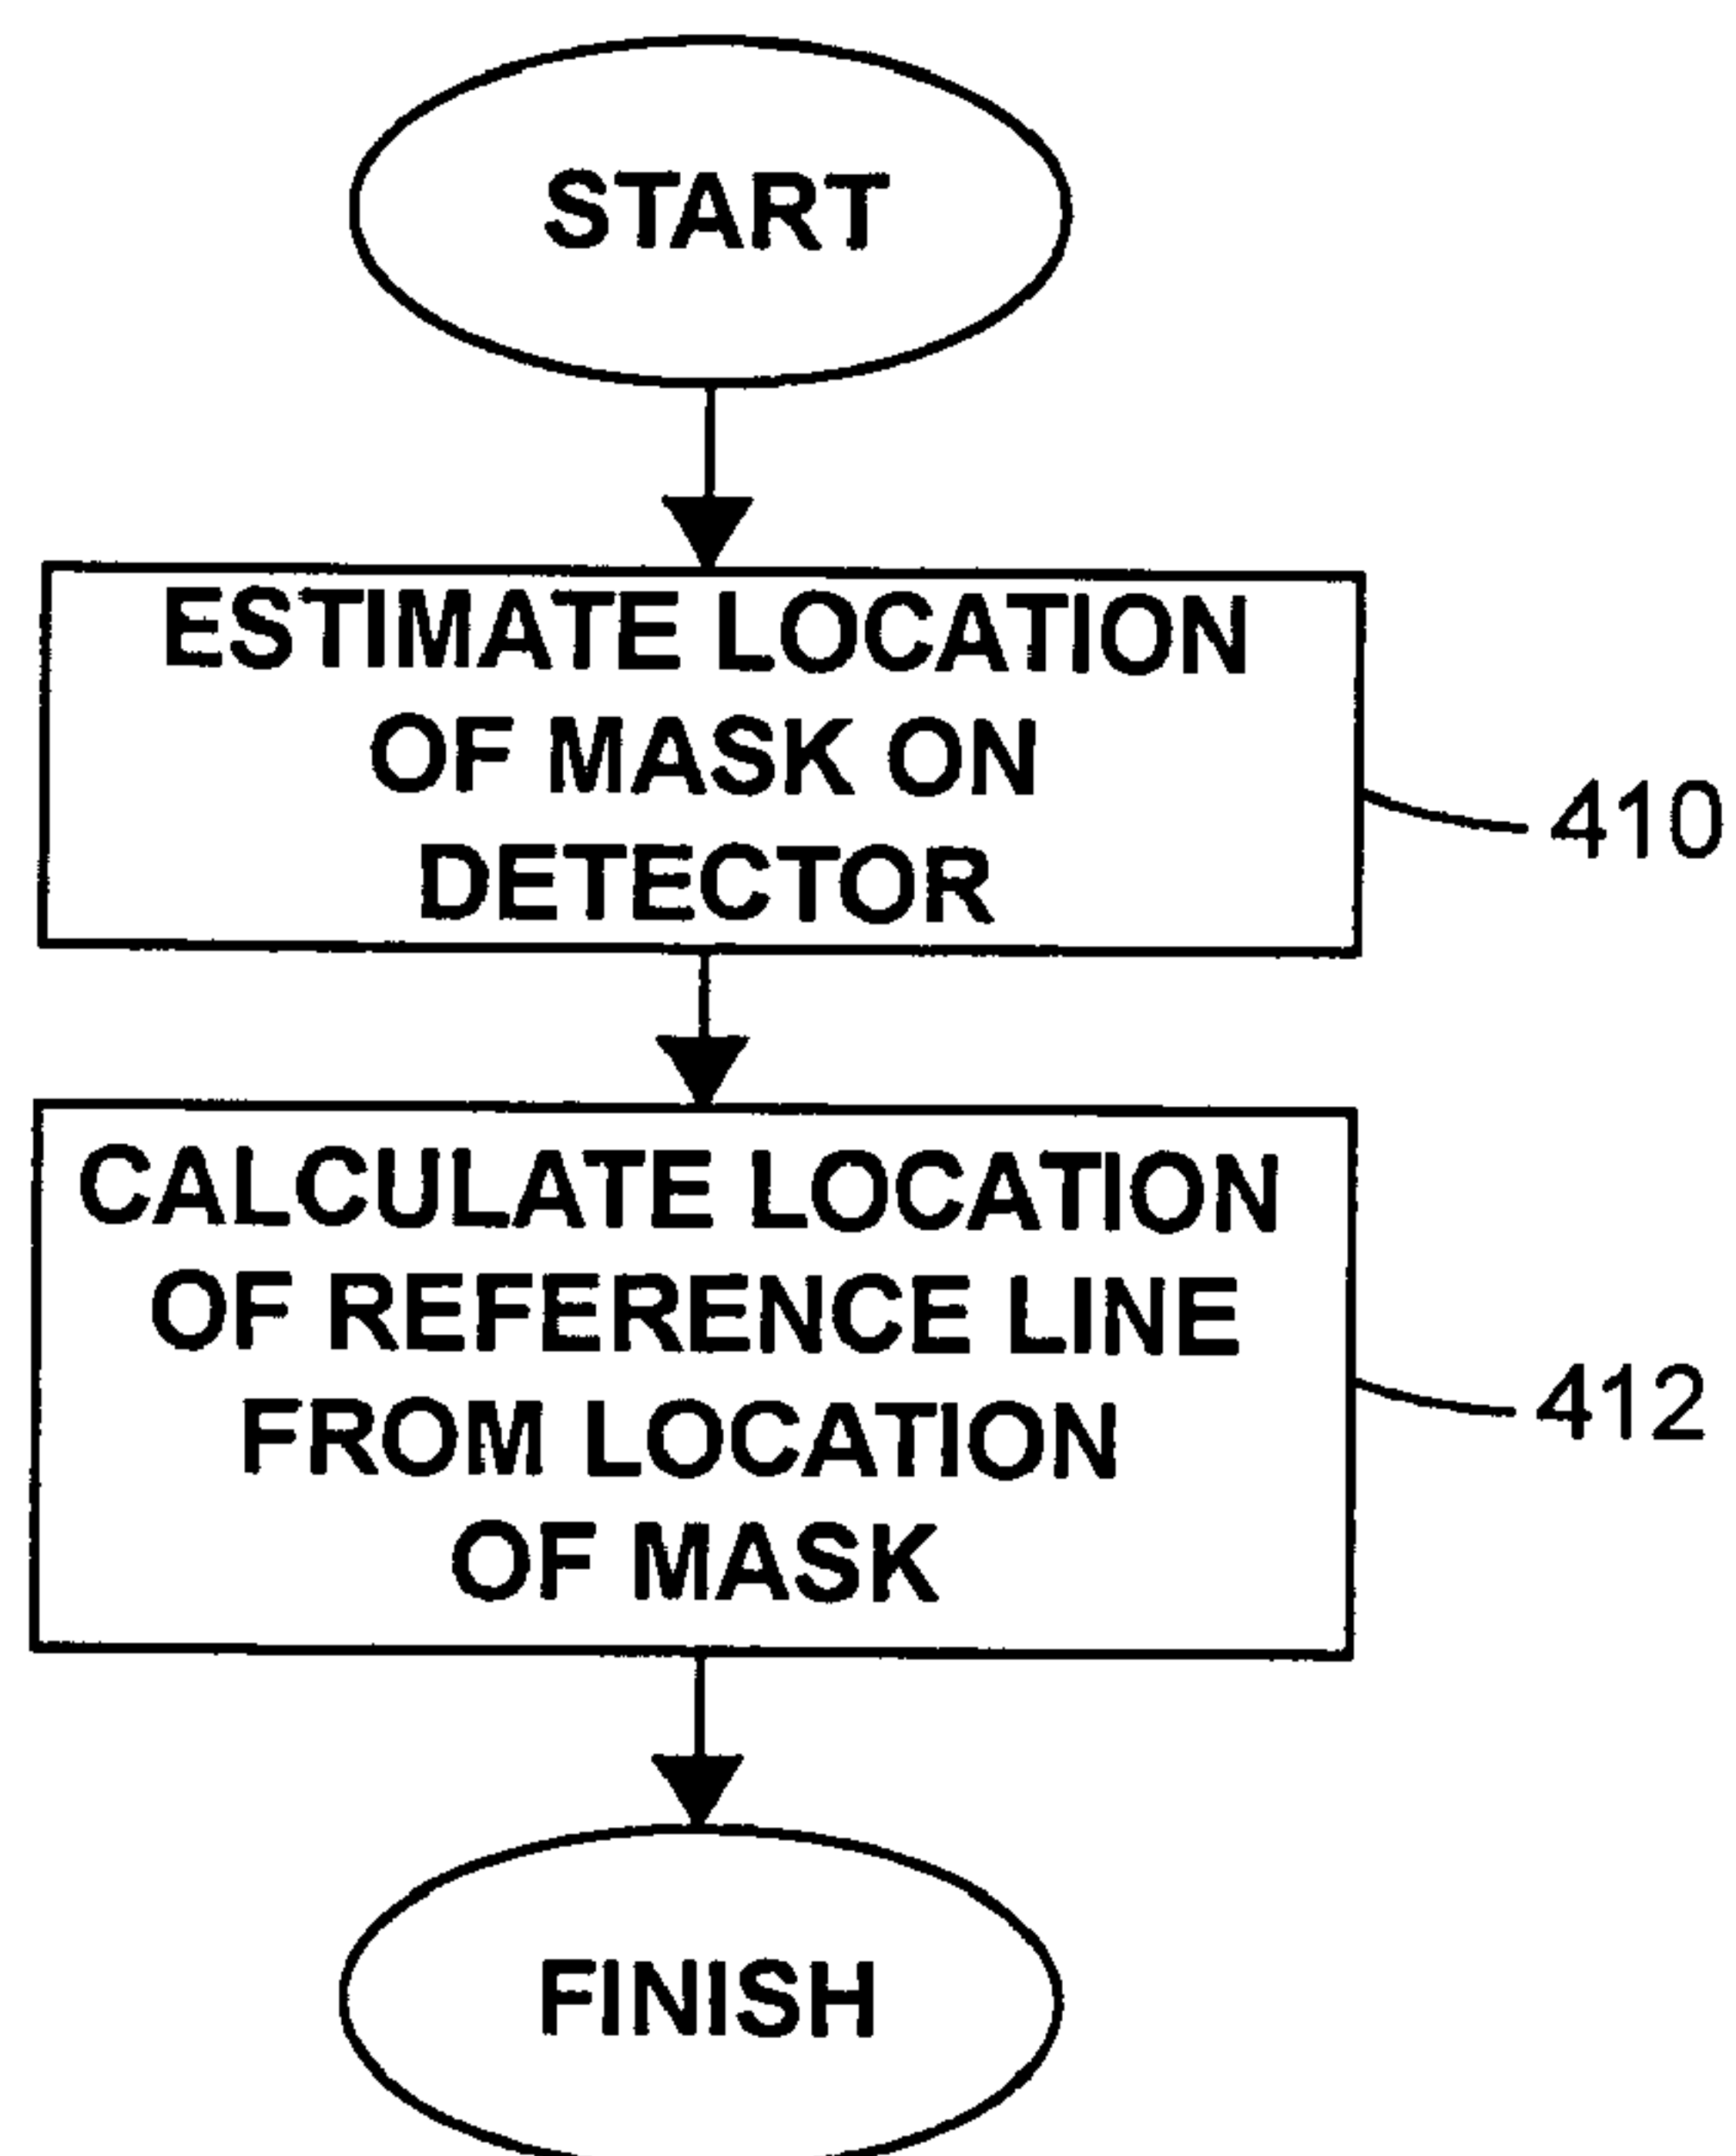 START
ESTIMATE LOCATION
OF MASK ON
DETECTOR
410
CALCULATE LOCATION
OF REFERENCE LINE
FROM LOCATION
OF MASK
412
FINISH